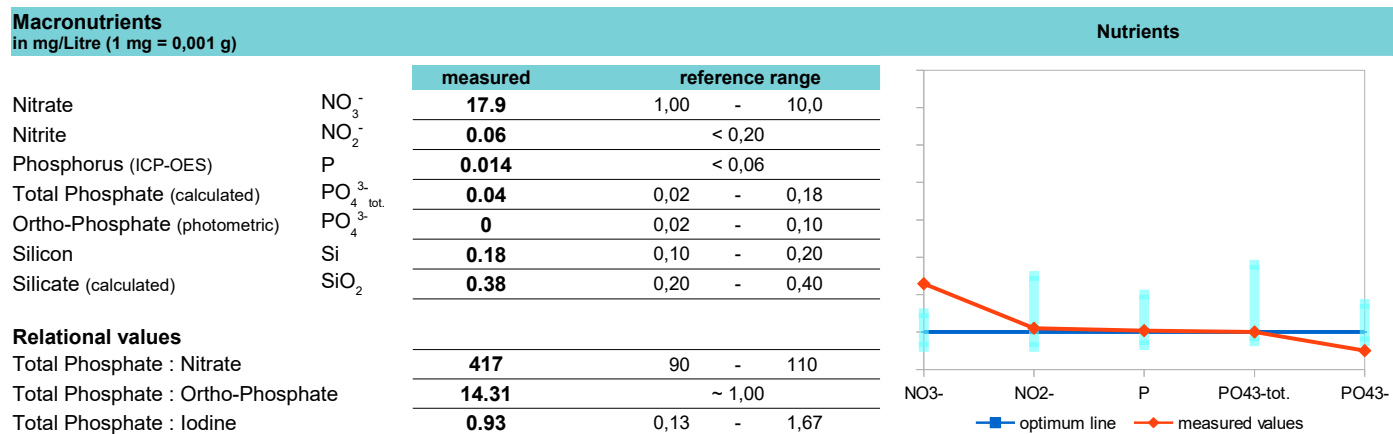 Macronutrients
in mg/Litre (1 mg = 0,001 g)
Nutrients
measured reference range
Nitrate NO3- 17.9 1,00 - 10,0
Nitrite NO2- 0.06 < 0,20
Phosphorus (ICP-OES) P 0.014 < 0,06
Total Phosphate (calculated) PO4 3- tot. 0.04 0,02 - 0,18
Ortho-Phosphate (photometric) PO4 3- 0 0,02 - 0,10
Silicon Si 0.18 0,10 - 0,20
Silicate (calculated) SiO2 0.38 0,20 - 0,40
Relational values
Total Phosphate : Nitrate 417 90 - 110
Total Phosphate : Ortho-Phosphate 14.31 ~ 1,00
Total Phosphate : Iodine 0.93 0,13 - 1,67
NO3- NO2- P PO43-tot. PO43-
optimum line measured values